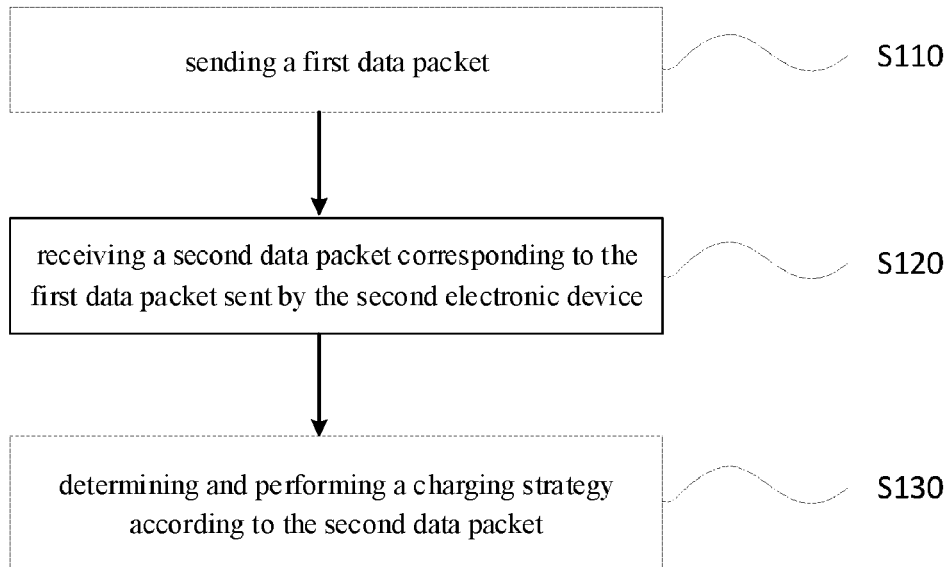 sending a first data packet
S110
receiving a second data packet corresponding to the
first data packet sent by the second electronic device
S120
determining and performing a charging strategy
according to the second data packet
S130